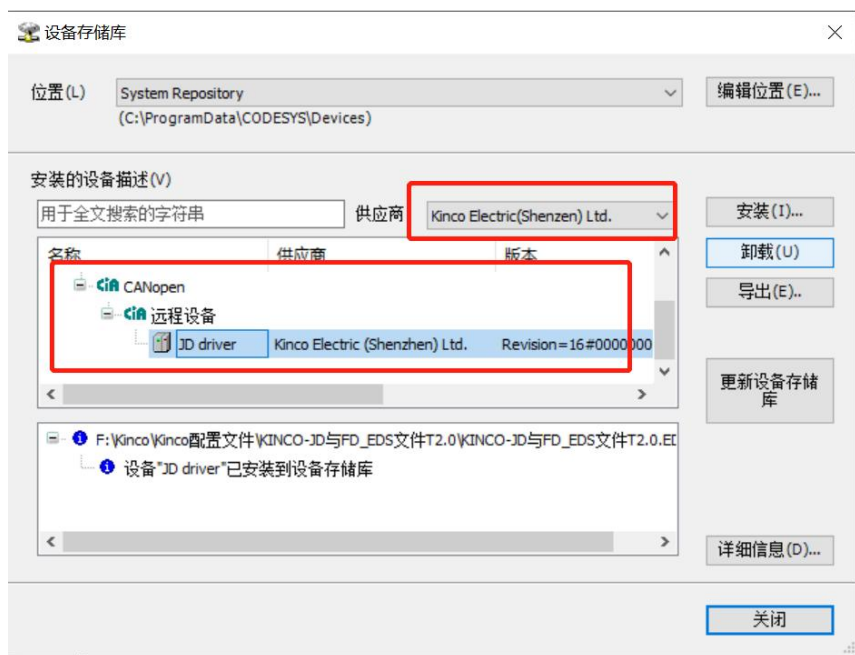 设备存储库
位置(L) System Repository 编辑位置(E)...
(C:\ProgramData\CODESYS\Devices)
安装的设备描述(V)
用于全文搜索的字符串 供应商 Kinco Electric(Shenzen) Ltd. 安装(I)...
名称 供应商 版本 卸载(U)
CiA CANopen 导出(E)..
CiA 远程设备
JD driver Kinco Electric (Shenzhen) Ltd. Revision=16#0000000
更新设备存储
库
F:\Kinco\Kinco配置文件\KINCO-JD与FD_EDS文件T2.0\KINCO-JD与FD_EDS文件T2.0.ED
设备"JD driver"已安装到设备存储库
详细信息(D)...
关闭